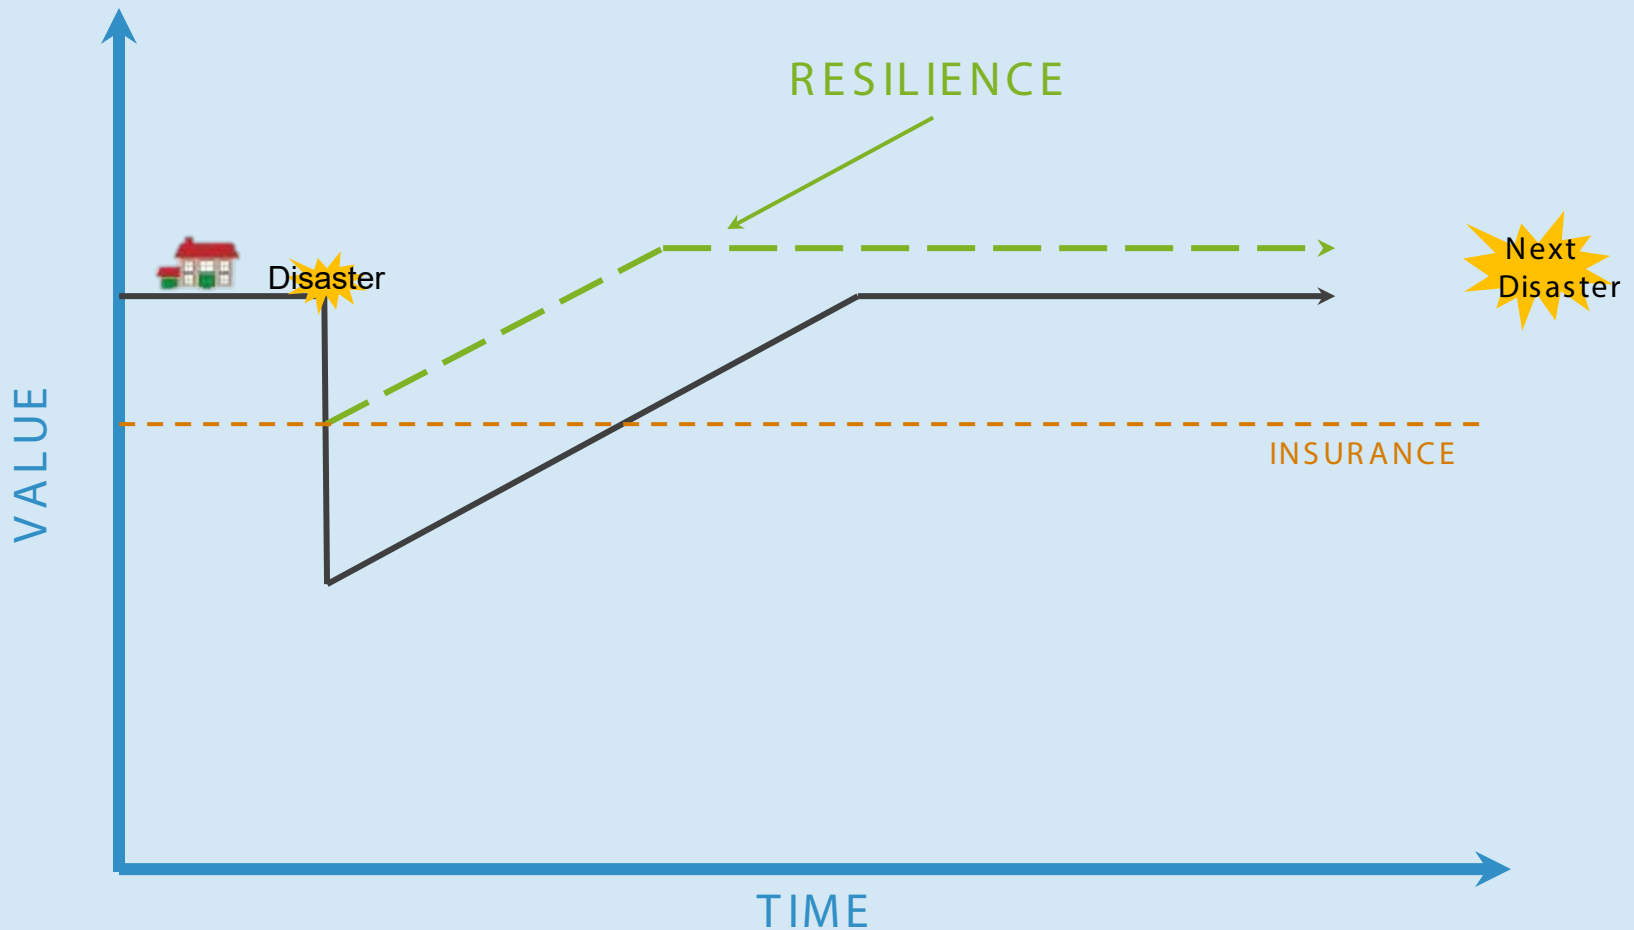 RESILIENCE
Disaster
Next
Disaster
VALUE
INSURANCE
TIME